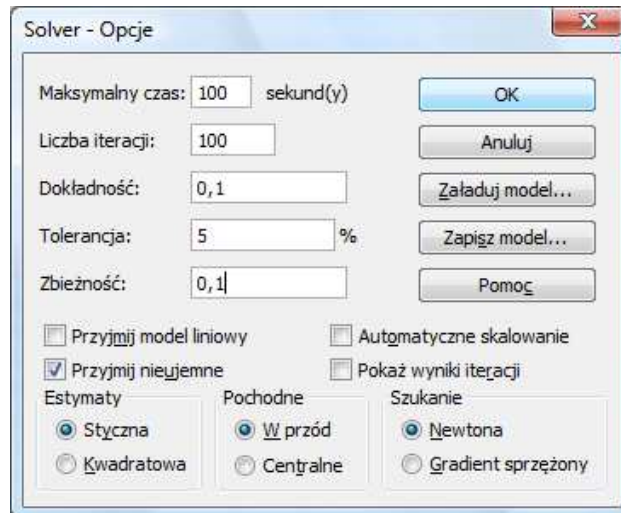 Solver - Opcje
Maksymalny czas: 100 sekund(y)
OK
Liczba iteracji: 100
Anuluj
Dokładność: 0,1
Załaduj model...
Tolerancja: 5 %
Zapisz model...
Zbieżność: 0,1
Pomoc
Przyjmij model liniowy
Automatyczne skalowanie
Przyjmij nieujemne
Pokaż wyniki iteracji
Estymaty
Pochodne
Szukanie
Styczna
W przód
Newtona
Kwadratowa
Centralne
Gradient sprzężony